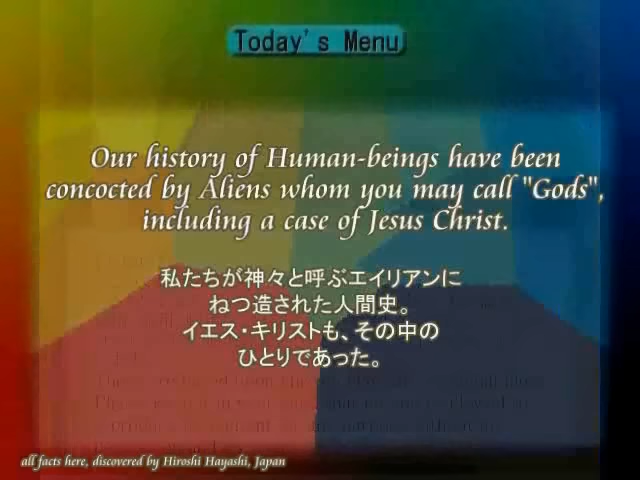 Today's Menu
Our history of Human-beings have been
concocted by Aliens whom you may call "Gods",
including a case of Jesus Christ.
私たちが神々と呼ぶエイリアンに
ねつ造された人間史。
イエス・キリストも、その中の
ひとりであった。
all facts here, discovered by Hiroshi Hayashi, Japan